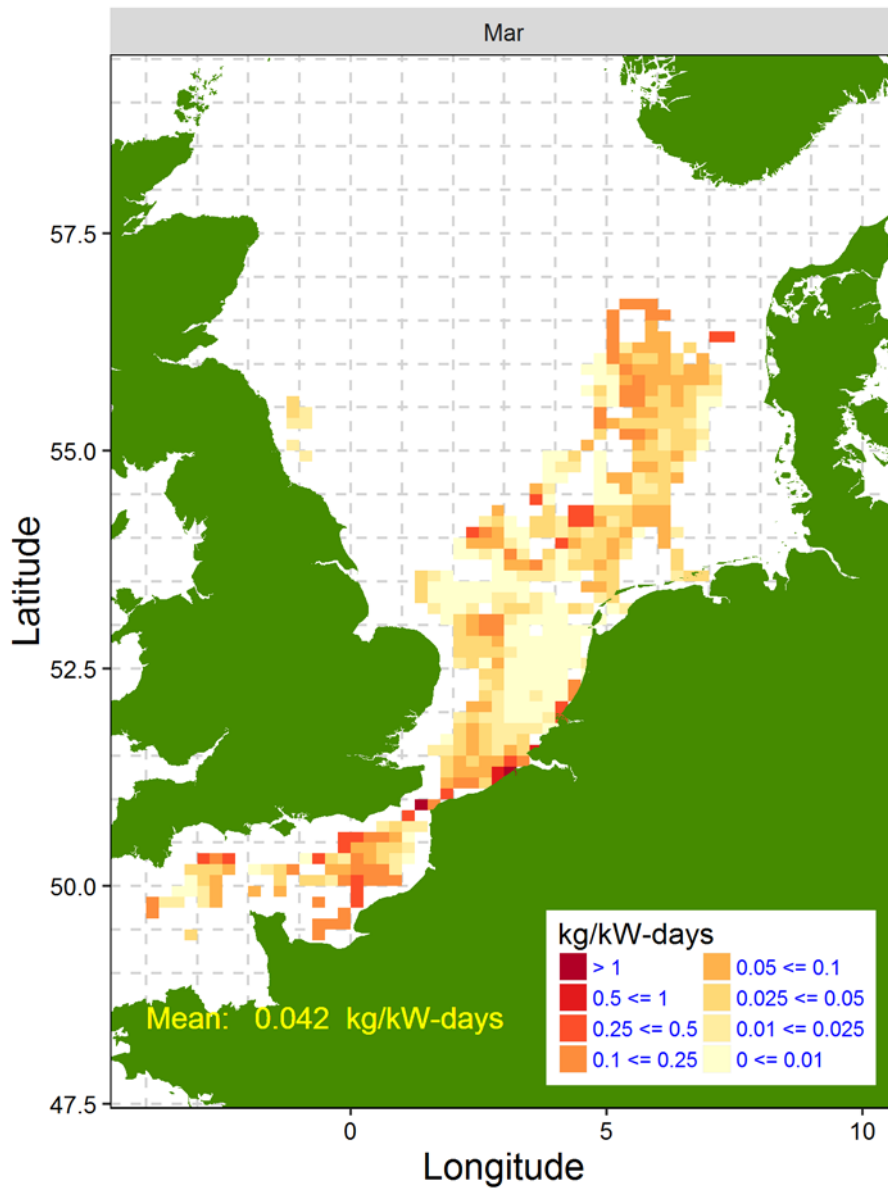 Mar
57.5
55.0
52.5
50.0
47.5
Latitude
kg/kW-days
> 1
0.5 <= 1
0.25 <= 0.5
0.1 <= 0.25
0.05 <= 0.1
0.025 <= 0.05
0.01 <= 0.025
0 <= 0.01
Mean: 0.042 kg/kW-days
0 5 10
Longitude